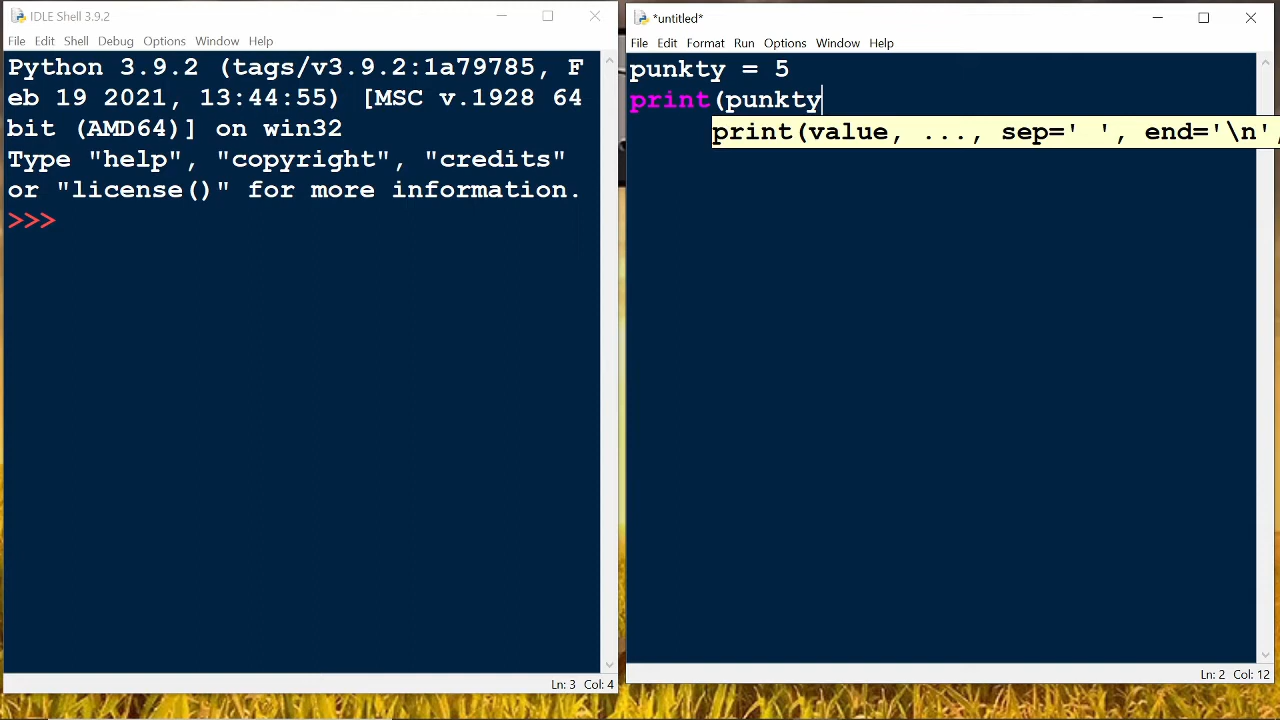 IDLE Shell 3.9.2
File Edit Shell Debug Options Window Help
Python 3.9.2 (tags/v3.9.2:1a79785, F
eb 19 2021, 13:44:55) [MSC v.1928 64
bit (AMD64)] on win32
Type "help", "copyright", "credits"
or "license()" for more information.
>>>
Ln: 3 Col: 4
*untitled*
File Edit Format Run Options Window Help
punkty = 5
print(punkty
print(value, ..., sep=' ', end='\n',
Ln: 2 Col: 12